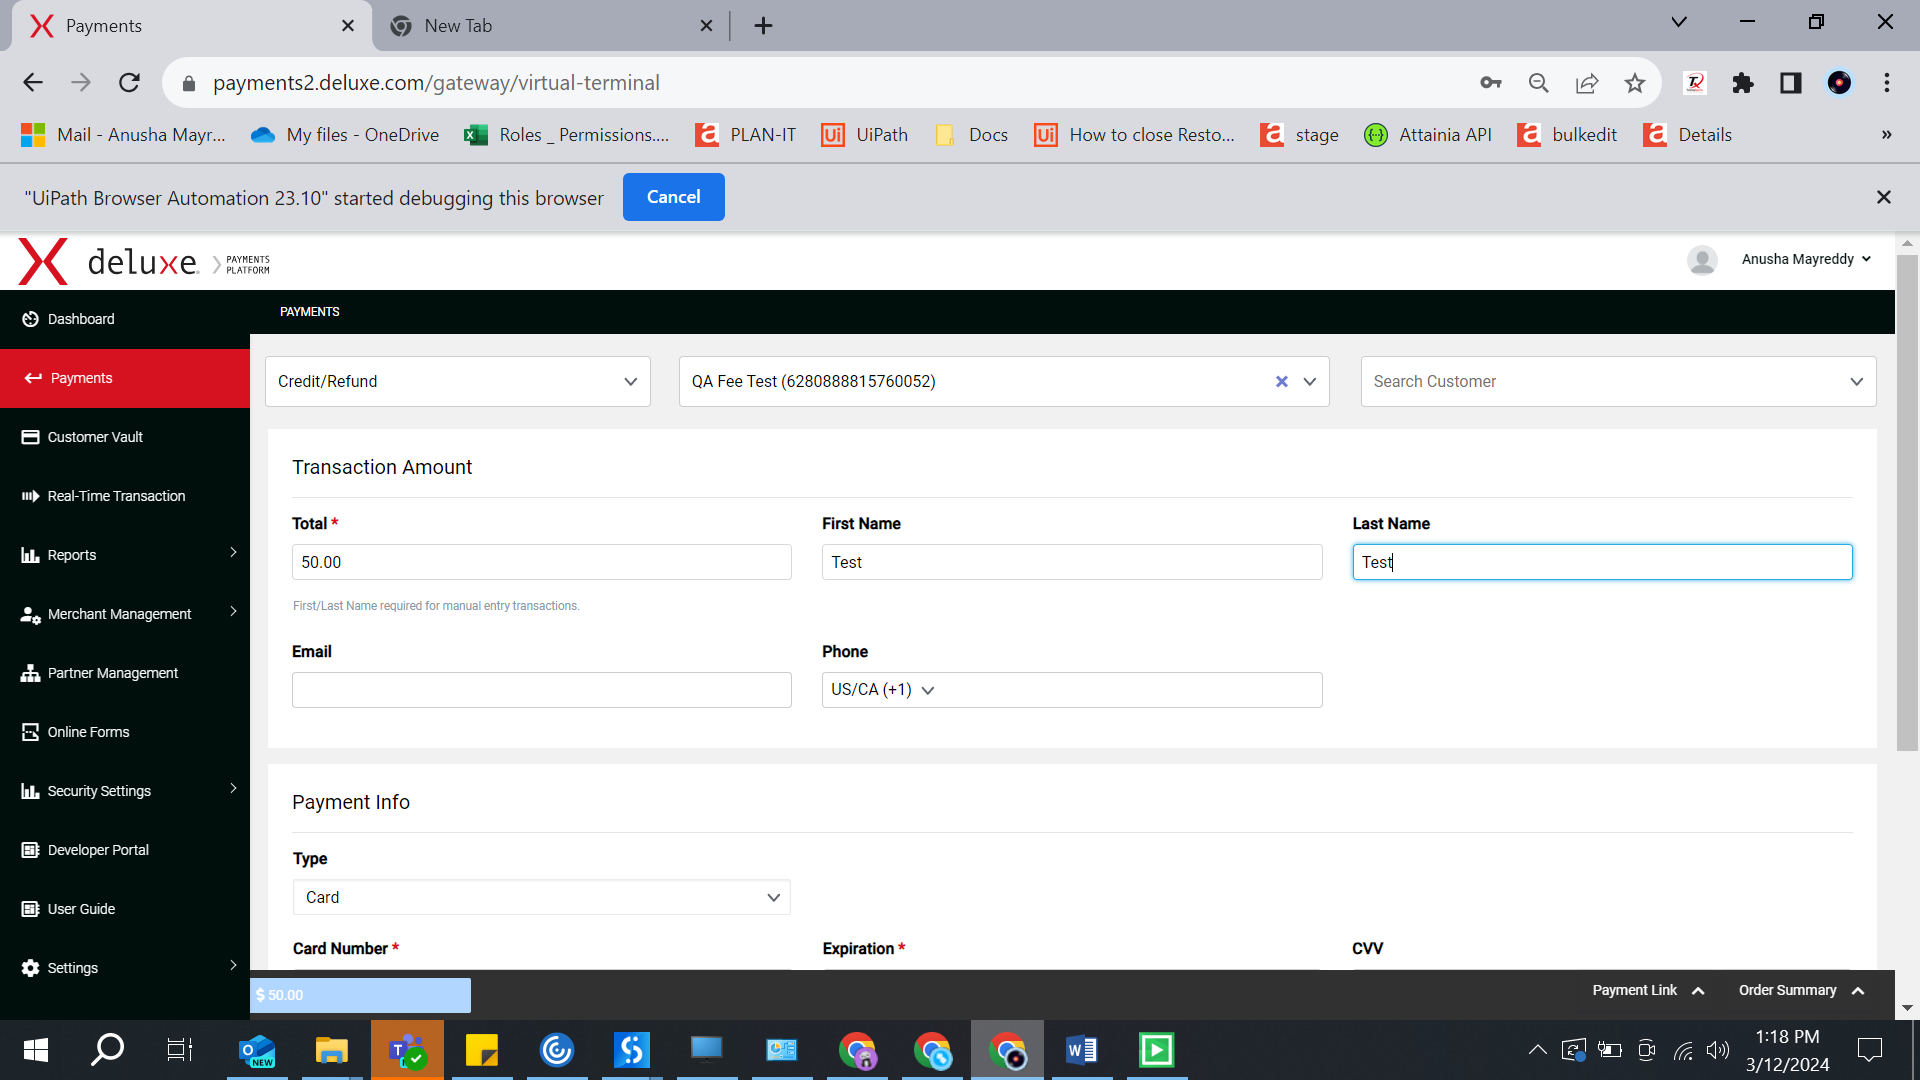 Payments
New Tab
payments2.deluxe.com/gateway/virtual-terminal
Mail - Anusha Mayr...
My files - OneDrive
Roles _ Permissions....
PLAN-IT
UiPath
Docs
How to close Resto...
stage
Attainia API
bulkedit
Details
»
"UiPath Browser Automation 23.10" started debugging this browser
Cancel
deluxe
PAYMENTS
PLATFORM
Anusha Mayreddy
Dashboard
Payments
Customer Vault
Real-Time Transaction
Reports
Merchant Management
Partner Management
Online Forms
Security Settings
Developer Portal
User Guide
Settings
PAYMENTS
Credit/Refund
QA Fee Test (6280888815760052)
Search Customer
Transaction Amount
Total *
First Name
Last Name
50.00
Test
Test
First/Last Name required for manual entry transactions.
Email
Phone
US/CA (+1)
Payment Info
Type
Card
Card Number *
Expiration *
CVV
$ 50.00
Payment Link
Order Summary
NEW
1:18 PM
3/12/2024